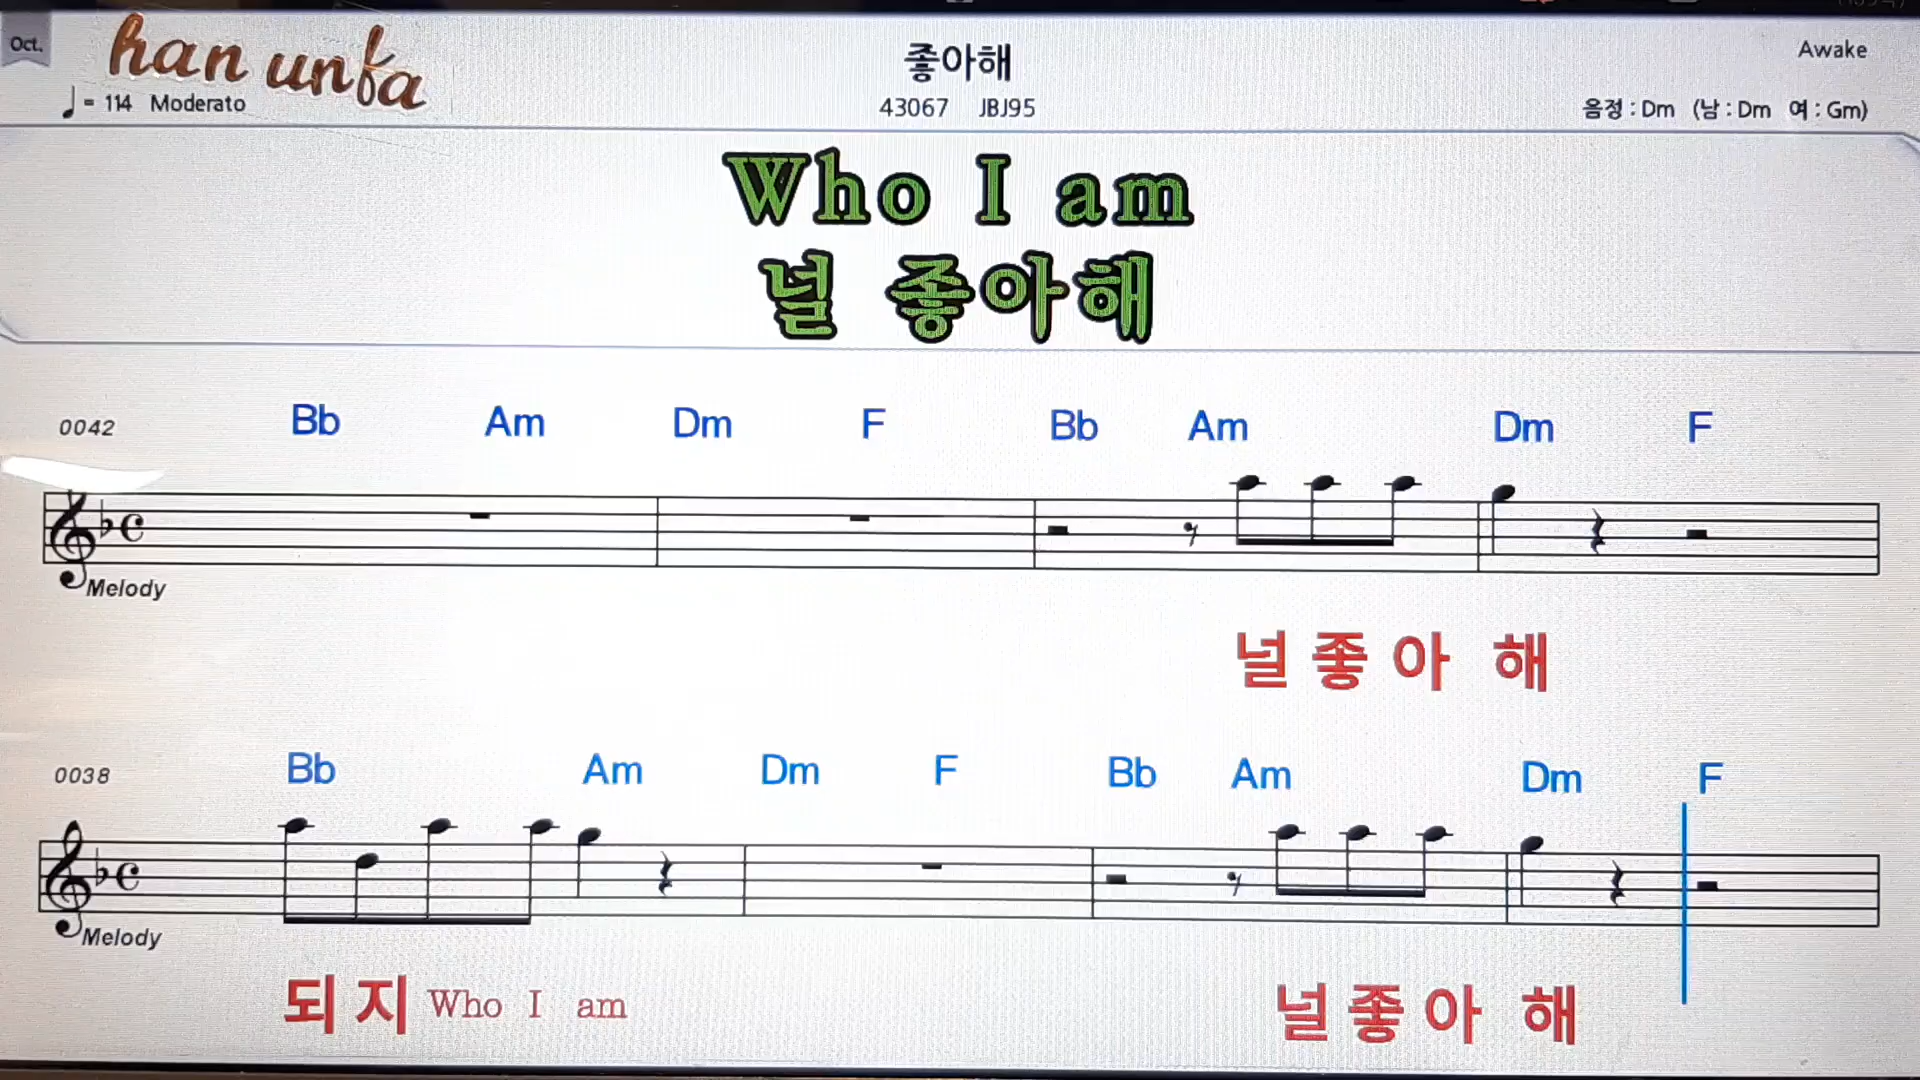 Oct.
han unfa
좋아해
Awake
= 114 Moderato
43067 JBJ95
음정 : Dm (남 : Dm 여 : Gm)
Who I am
널 좋아해
0042 Bb Am Dm F Bb Am Dm F
Melody
널 좋 아 해
0038 Bb Am Dm F Bb Am Dm F
Melody
되 지 Who I am 널 좋 아 해